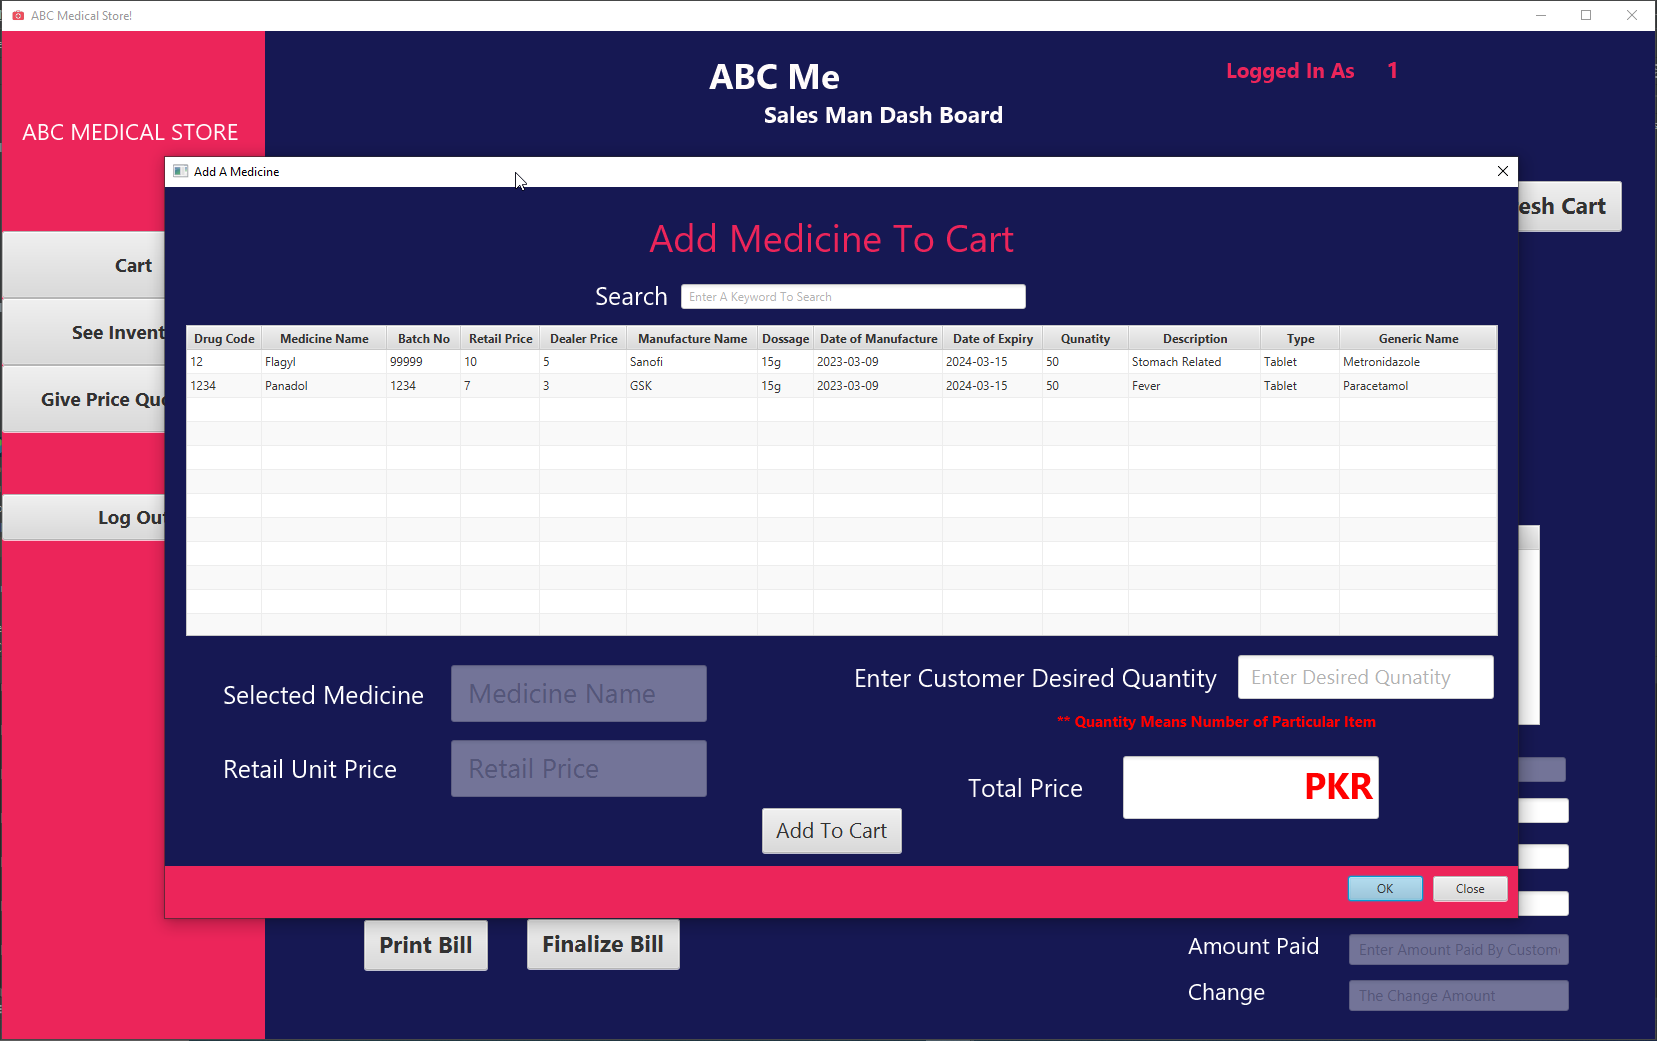 ABC Medical Store!
ABC Me
Logged In As 1
Sales Man Dash Board
ABC MEDICAL STORE
Add A Medicine
esh Cart
Add Medicine To Cart
Cart
Search Enter A Keyword To Search
See Invent
Drug Code Medicine Name Batch No Retail Price Dealer Price Manufacture Name Dossage Date of Manufacture Date of Expiry Qunatity Description Type Generic Name
12 Flagyl 99999 10 5 Sanofi 15g 2023-03-09 2024-03-15 50 Stomach Related Tablet Metronidazole
1234 Panadol 1234 7 3 GSK 15g 2023-03-09 2024-03-15 50 Fever Tablet Paracetamol
Give Price Quo
Log Out
Selected Medicine Medicine Name
Enter Customer Desired Quantity Enter Desired Qunatity
** Quantity Means Number of Particular Item
Retail Unit Price Retail Price
Total Price PKR
Add To Cart
OK Close
Print Bill Finalize Bill
Amount Paid Enter Amount Paid By Custome
Change The Change Amount